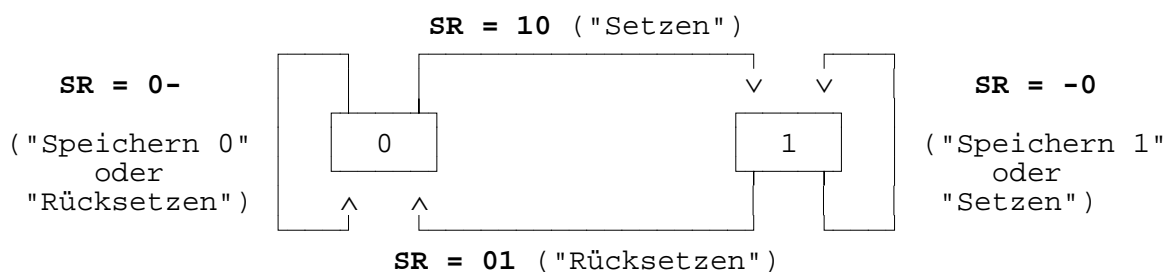 SR = 10 ("Setzen")
SR = 0-
("Speichern 0"
oder
"Rücksetzen")
0
1
SR = -0
("Speichern 1"
oder
"Setzen")
SR = 01 ("Rücksetzen")